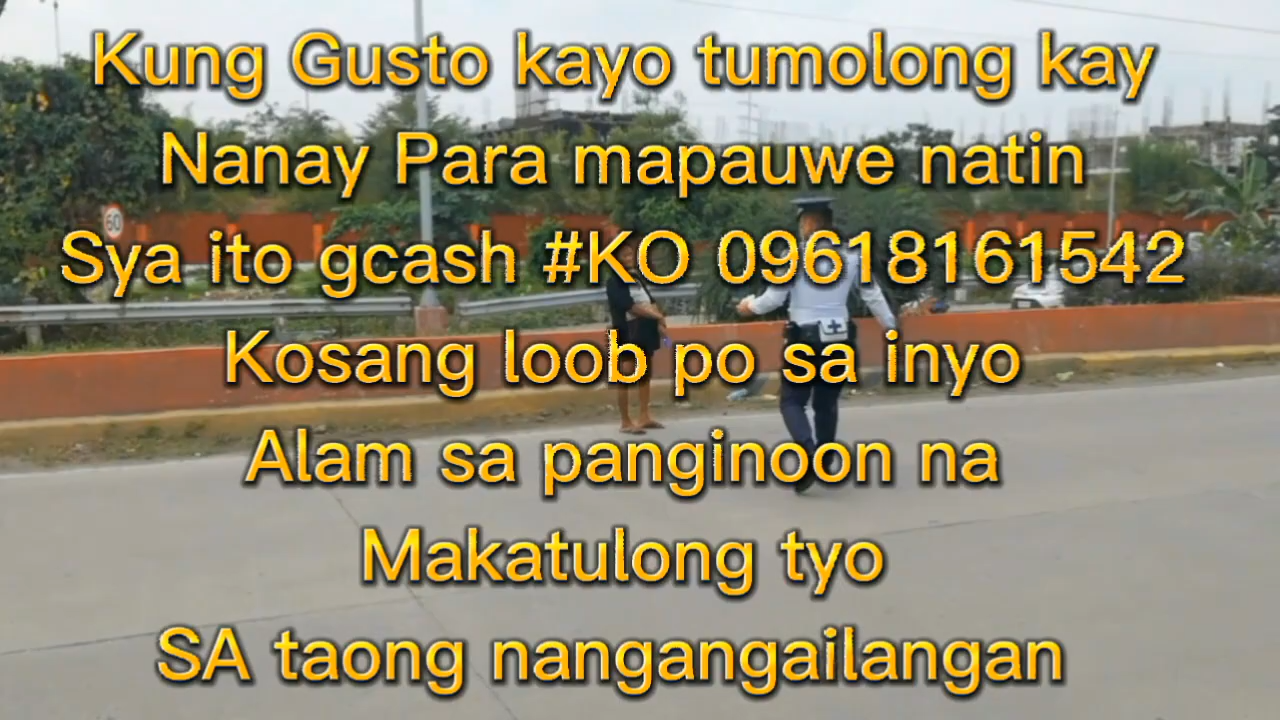 Kung Gusto kayo tumolong kay
Nanay Para mapauwe natin
Sya ito gcash #KO 09618161542
Kosang loob po sa inyo
Alam sa panginoon na
Makatulong tyo
SA taong nangangailangan
60